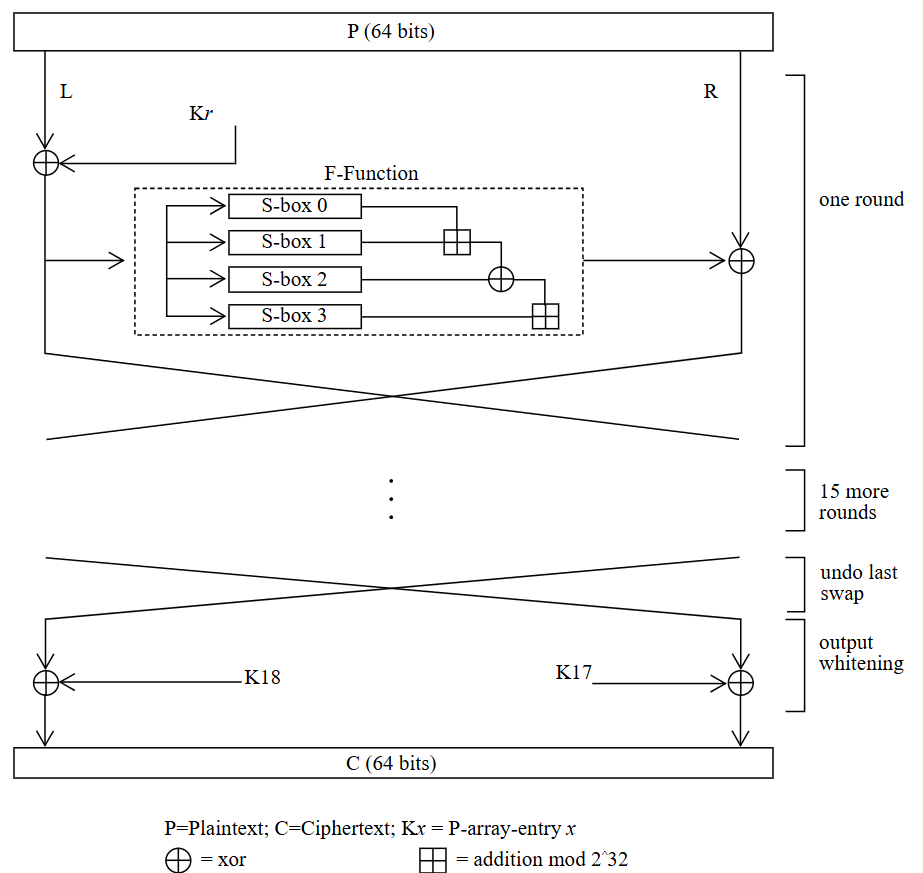 P (64 bits)
L
R
Kr
F-Function
one round
S-box 0
S-box 1
S-box 2
S-box 3
15 more
rounds
undo last
swap
output
whitening
K18
K17
C (64 bits)
P=Plaintext; C=Ciphertext; Kx = P-array-entry x
= xor
= addition mod 2^32